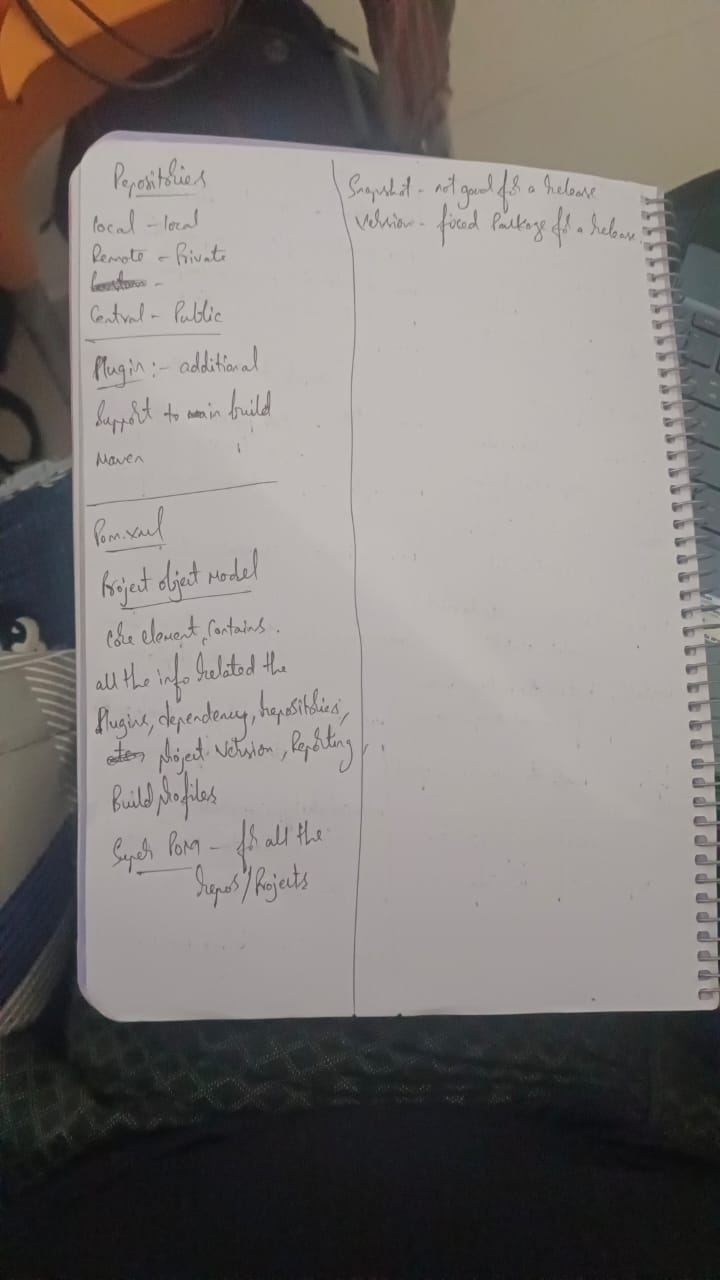 Repositories
local - local
Remote - Private
-
Central - Public
Plugin :- additional
Support to main build
Maven
Pom.xml
Project object Model
Core element, Contains.
all the info related the
Plugins, dependency, repositories,
project version, Reporting,
Build profiles
Super POM - for all the
repos/Projects
Snapshot - not good for a release
Version - fixed Package for a release.